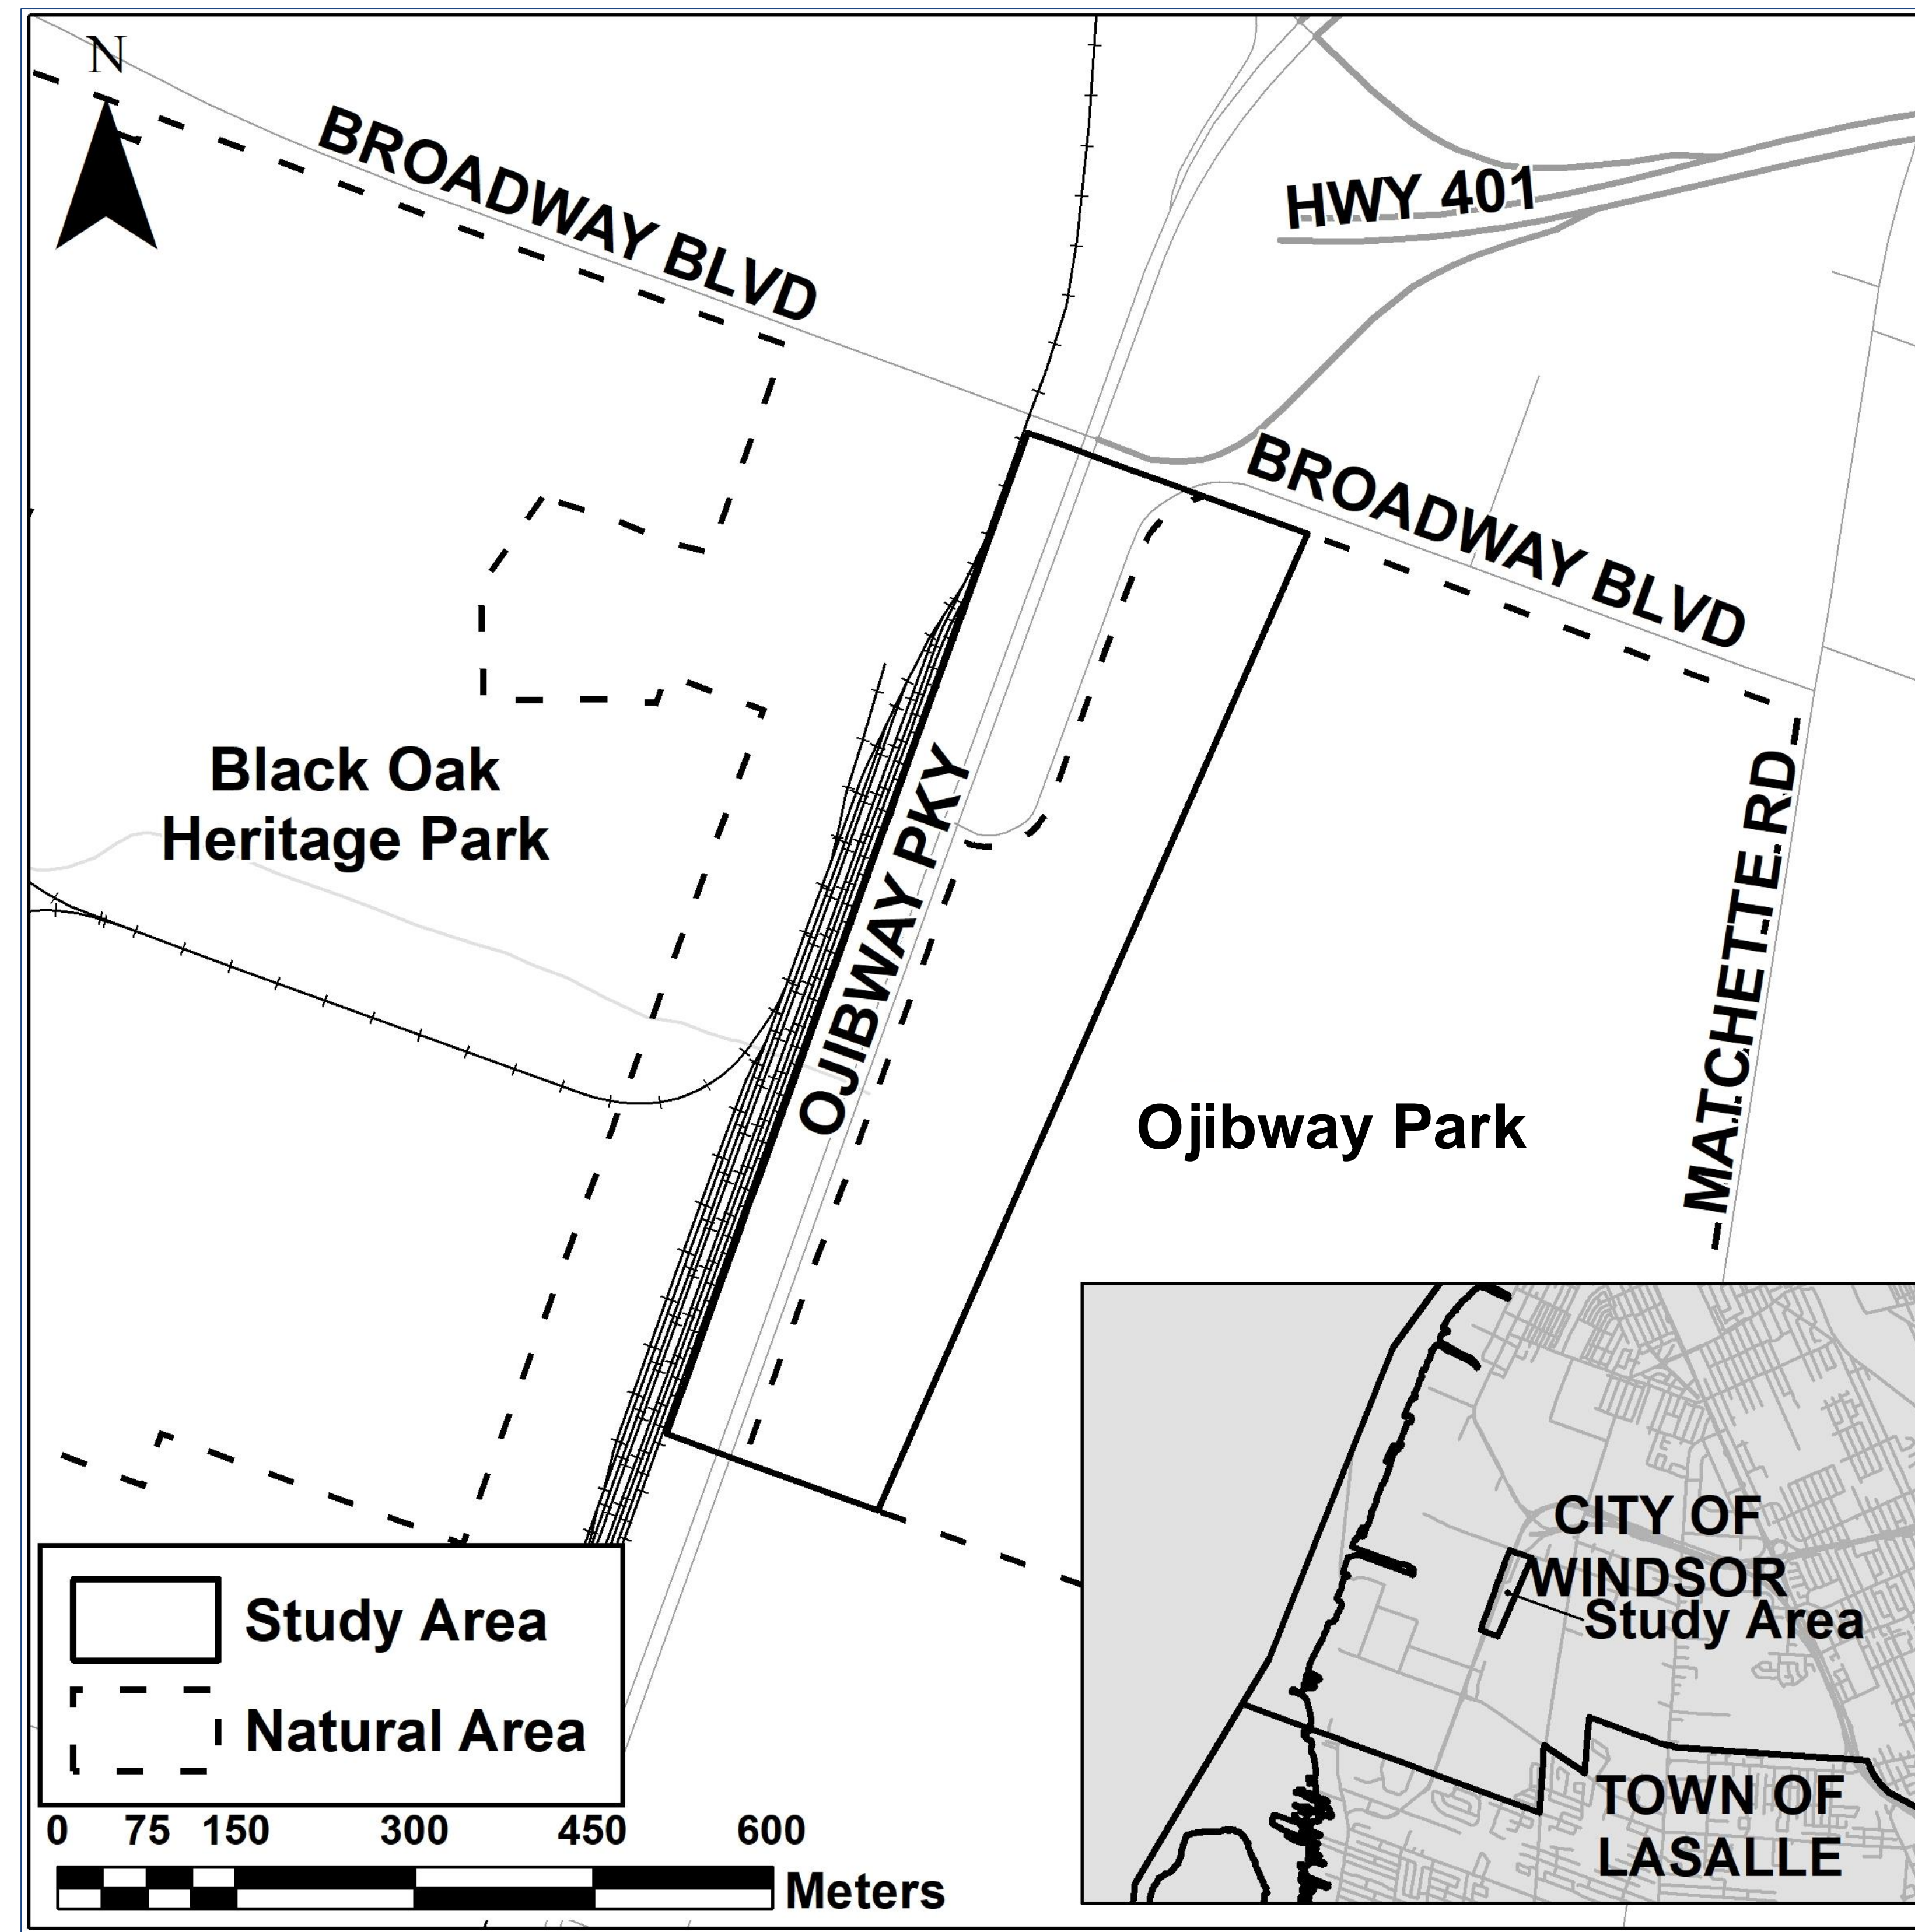 N
BROADWAY BLVD
HWY 401
BROADWAY BLVD
Black Oak
Heritage Park
OJIBWAY PKY
MATCHETTE RD
Ojibway Park
CITY OF
WINDSOR
Study Area
TOWN OF
LASALLE
Study Area
Natural Area
0 75 150 300 450 600
Meters